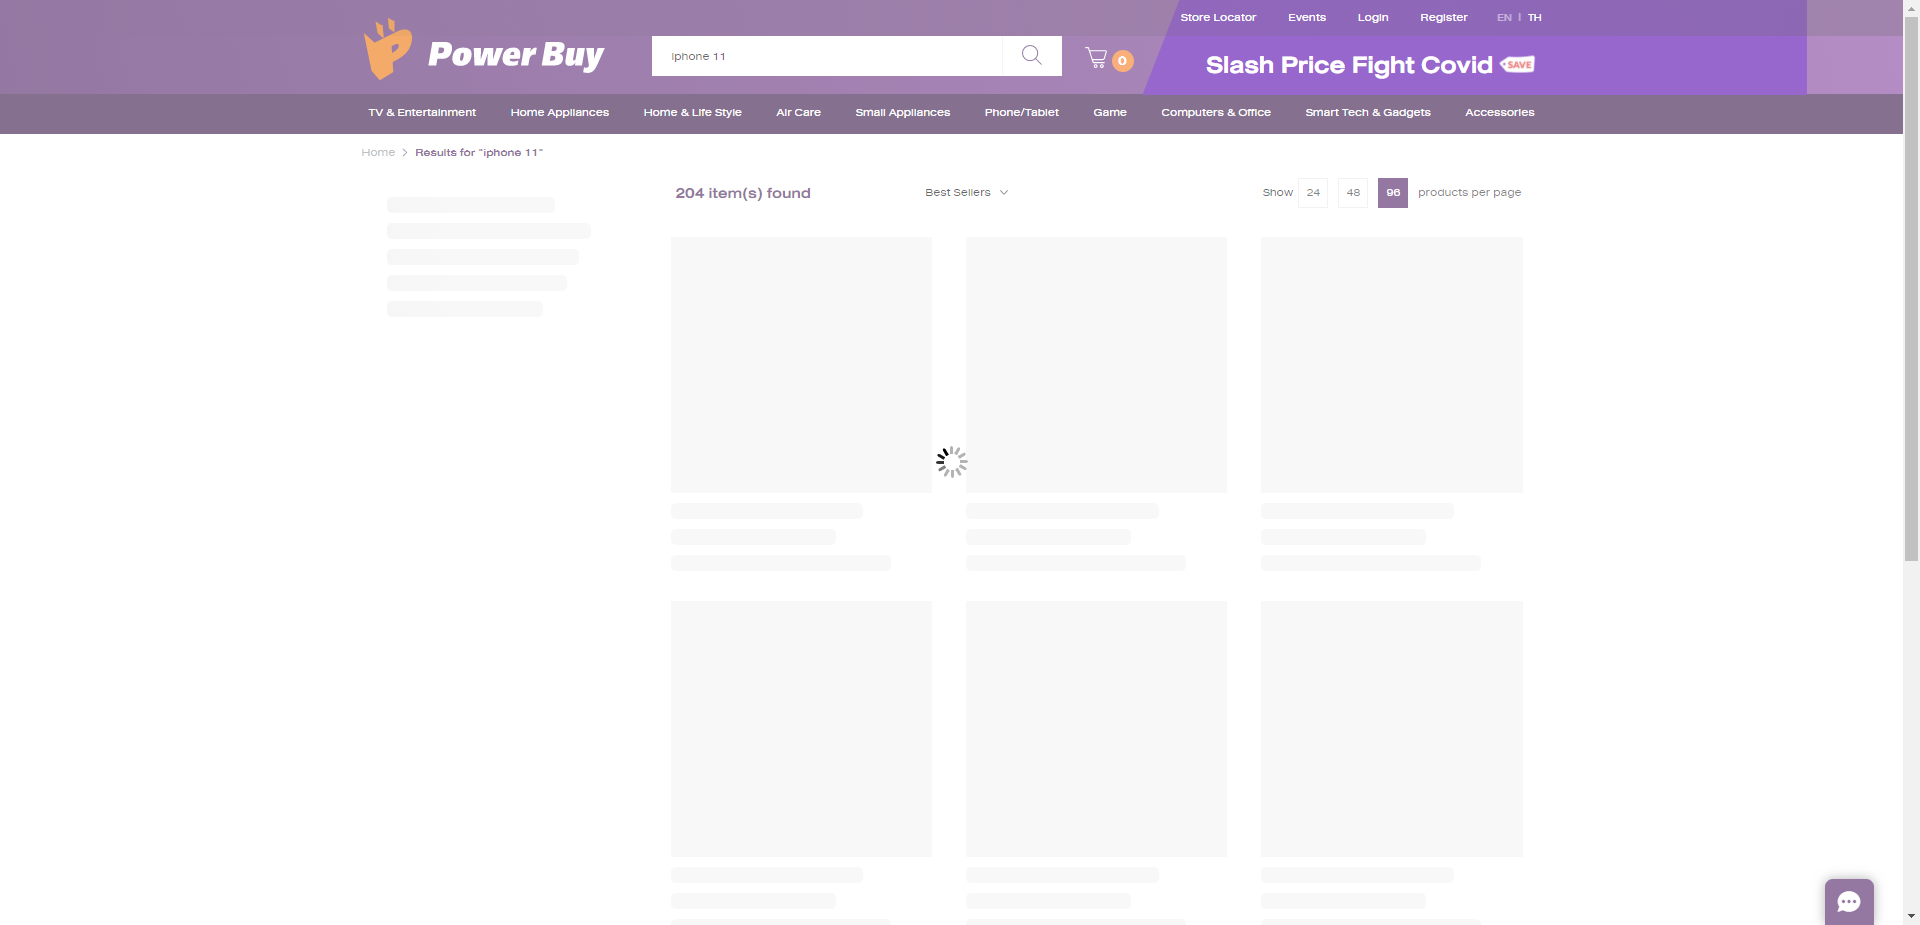 Store Locator Events Login Register EN | TH
Power Buy
iphone 11
0
Slash Price Fight Covid SAVE
TV & Entertainment Home Appliances Home & Life Style Air Care Small Appliances Phone/Tablet Game Computers & Office Smart Tech & Gadgets Accessories
Home > Results for "iphone 11"
204 item(s) found Best Sellers Show 24 48 96 products per page